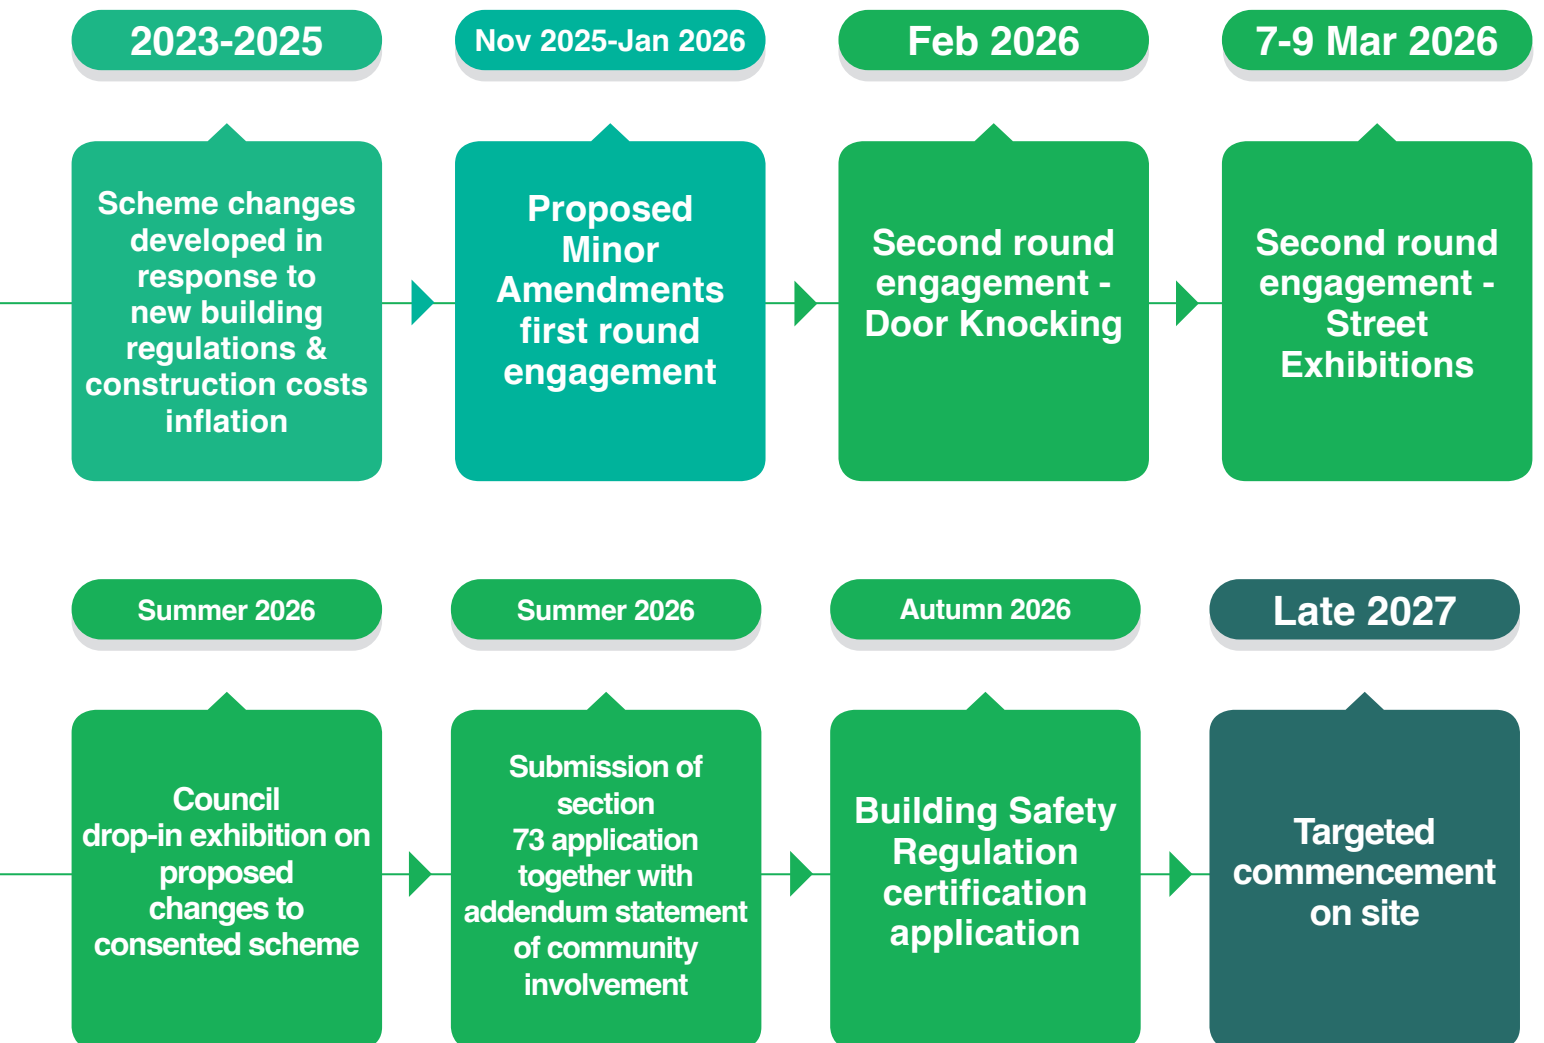 2023-2025
Scheme changes
developed in
response to
new building
regulations &
construction costs
inflation
Nov 2025-Jan 2026
Proposed
Minor
Amendments
first round
engagement
Feb 2026
Second round
engagement -
Door Knocking
7-9 Mar 2026
Second round
engagement -
Street
Exhibitions
Summer 2026
Council
drop-in exhibition on
proposed
changes to
consented scheme
Summer 2026
Submission of
section
73 application
together with
addendum statement
of community
involvement
Autumn 2026
Building Safety
Regulation
certification
application
Late 2027
Targeted
commencement
on site